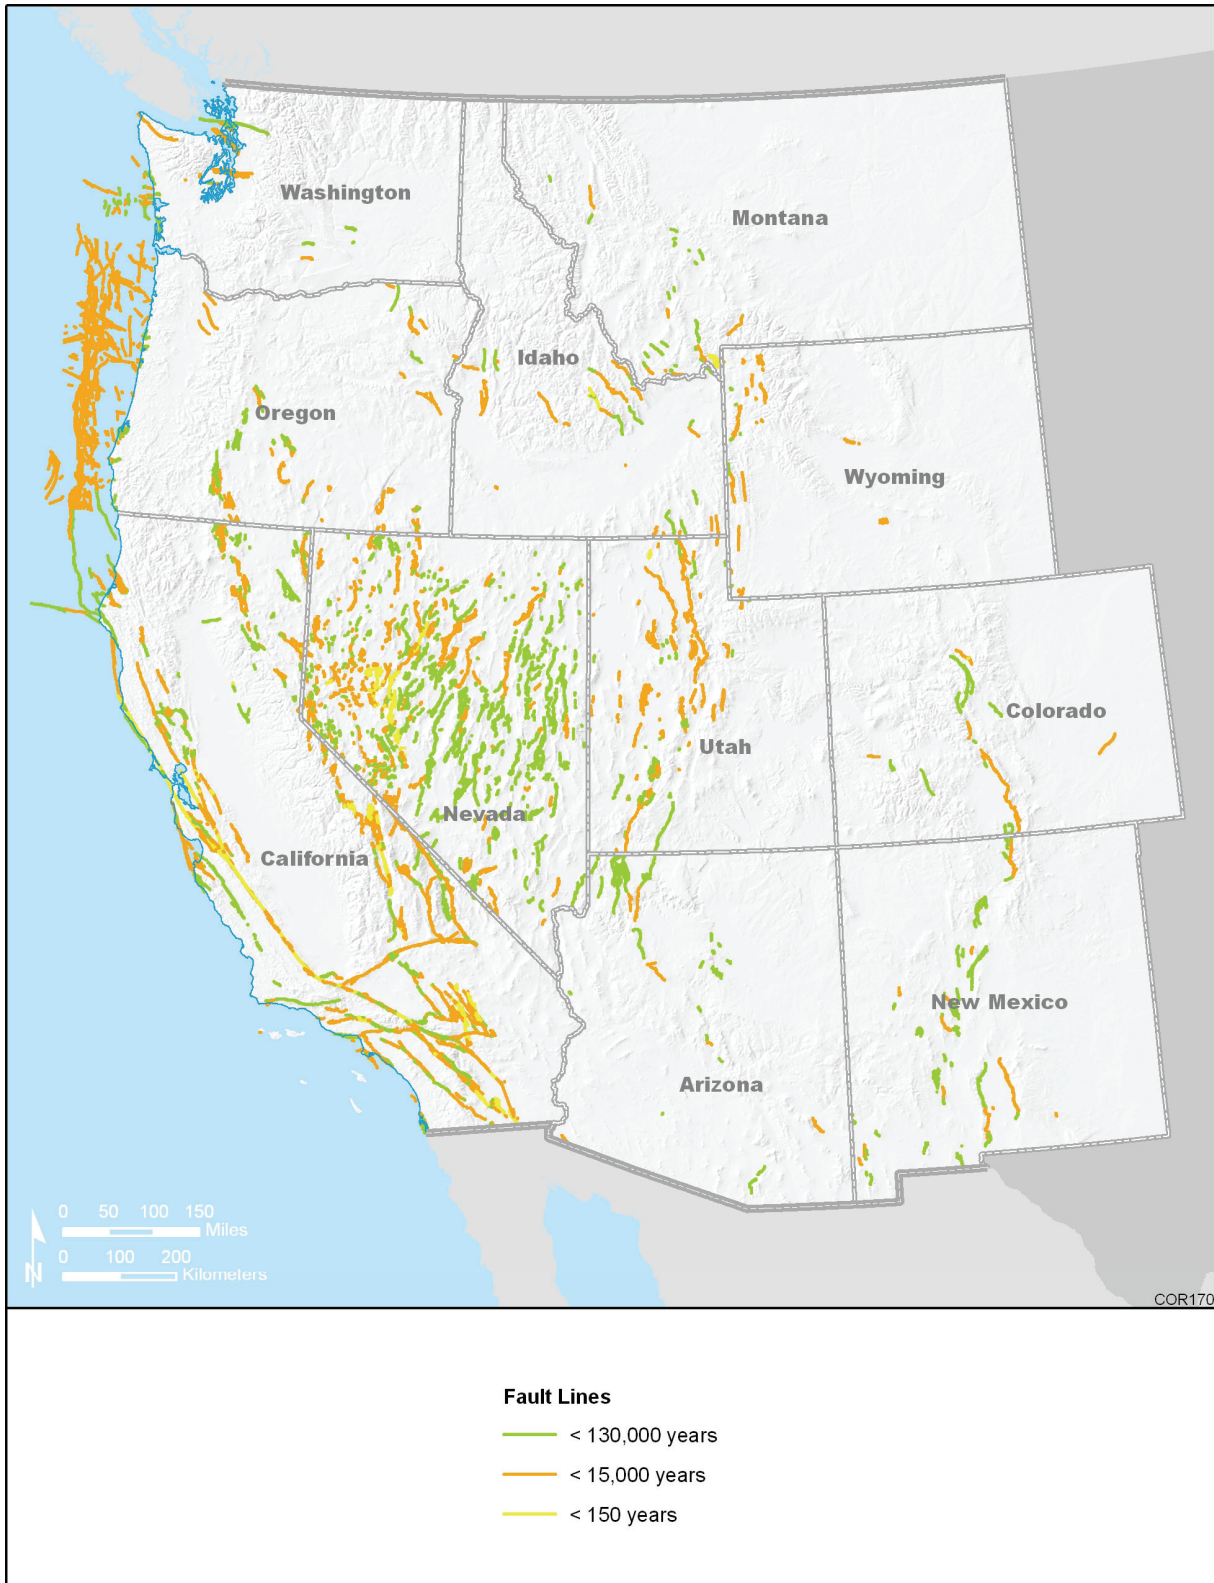 Washington
Montana
Idaho
Oregon
Wyoming
Colorado
Utah
Nevada
California
New Mexico
Arizona
0 50 100 150
Miles
0 100 200
Kilometers
N
COR170
Fault Lines
< 130,000 years
< 15,000 years
< 150 years